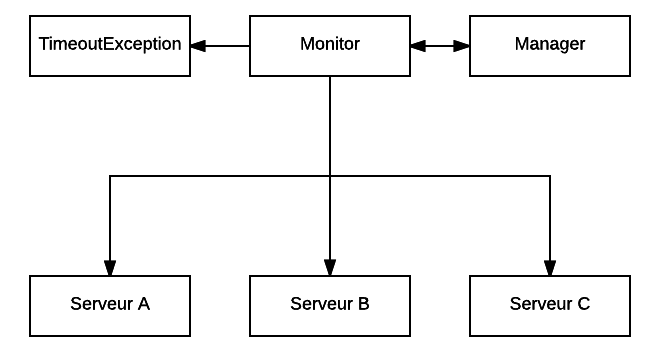 TimeoutException
Monitor
Manager
Serveur A
Serveur B
Serveur C